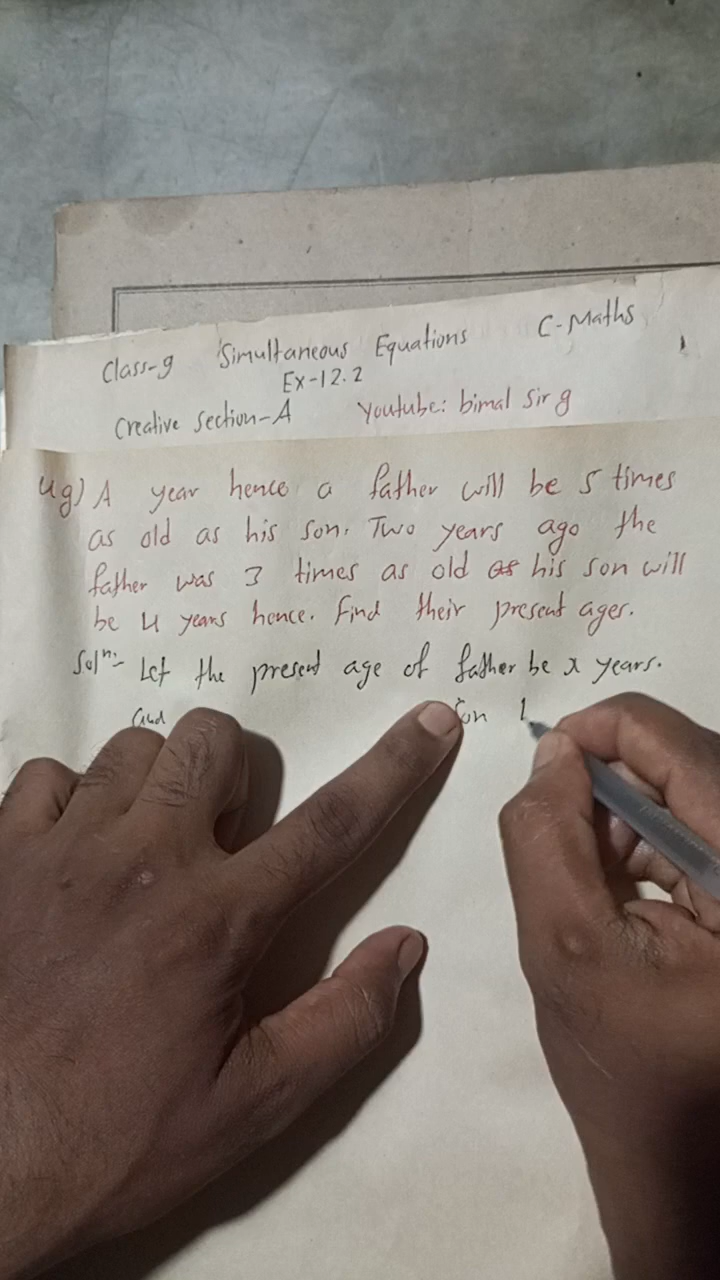 Class-9 Simultaneous Equations C-Maths
Ex-12.2
Creative Section-A Youtube: bimal sir g
4g) A year hence a father will be 5 times
as old as his son. Two years ago the
father was 3 times as old as his son will
be 4 years hence. Find their present ages.
Solⁿ:- Let the present age of father be x years.
and Son